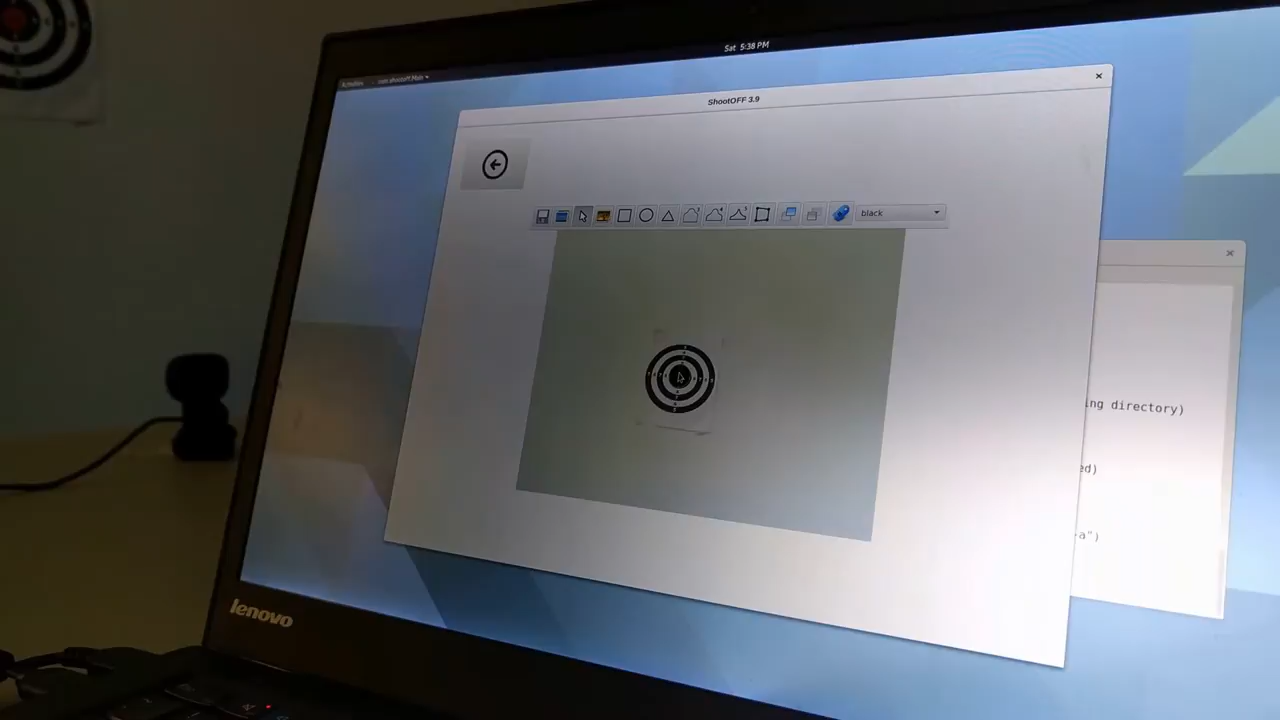 Sat 5:38 PM
ShootOFF 3.9
black
ing directory)
ed)
a")
lenovo